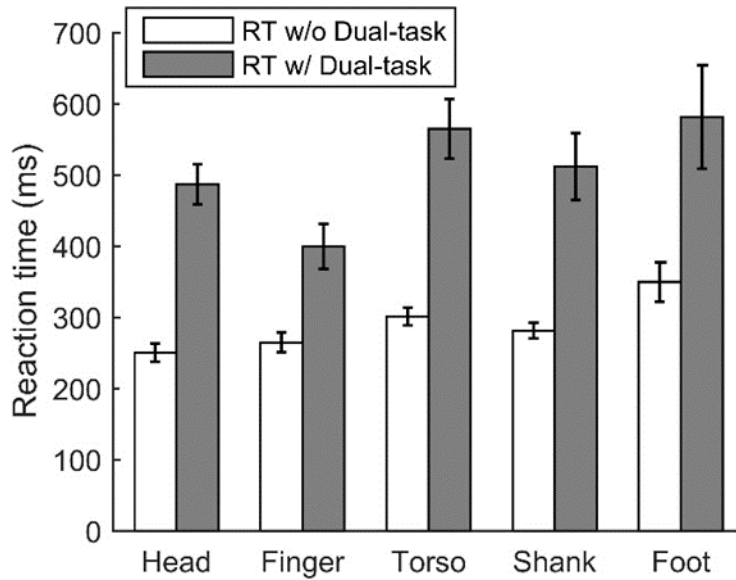 RT w/o Dual-task
RT w/ Dual-task
Reaction time (ms)
700
600
500
400
300
200
100
0
Head Finger Torso Shank Foot